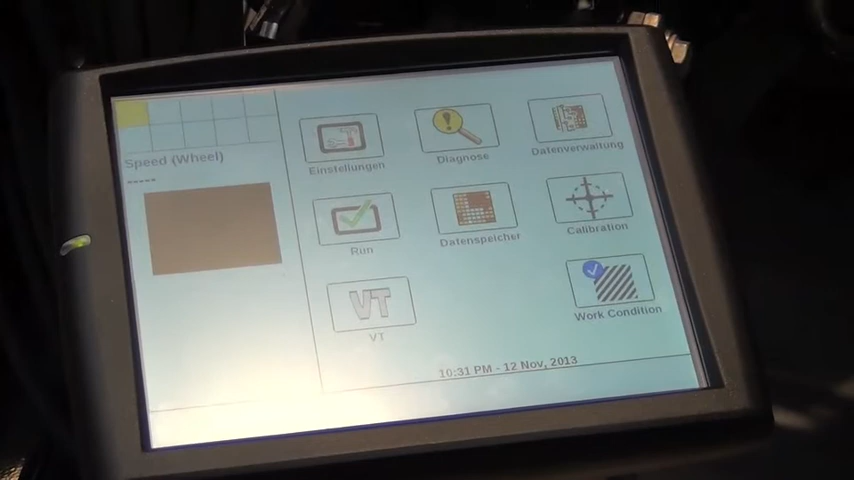 Speed (Wheel)
-----
Einstellungen
Diagnose
Datenverwaltung
Run
Datenspeicher
Calibration
VT
VT
Work Condition
10:31 PM - 12 Nov, 2013